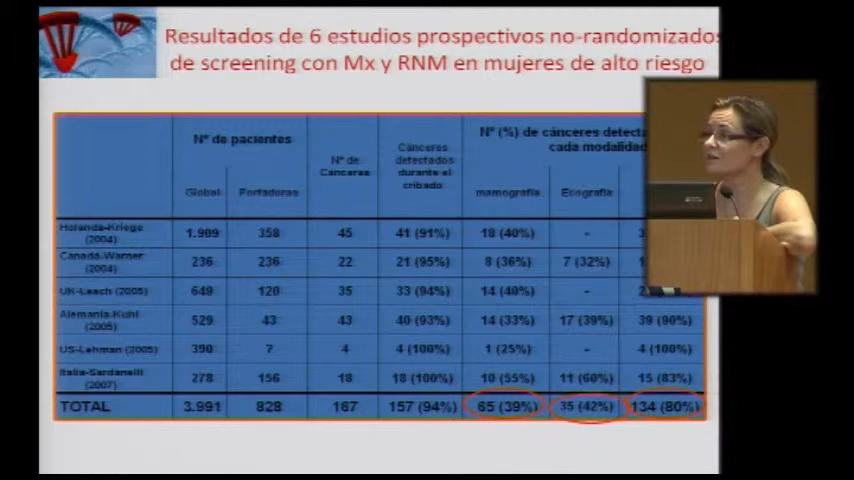 Resultados de 6 estudios prospectivos no-randomizados
de screening con Mx y RNM en mujeres de alto riesgo
Nº de pacientes
Nº de Canceres
Cánceres detectados durante el cribado
Nº (%) de cánceres detecta
cada modalidad
Global Portadoras mamografía Ecografía
Holanda-Kriege (2004) 1.909 358 45 41 (91%) 18 (40%) - 3
Canadá-Warner (2004) 236 236 22 21 (95%) 8 (36%) 7 (32%) 1
UK-Leach (2005) 649 120 35 33 (94%) 14 (40%) - 2
Alemania-Kuhl (2005) 529 43 43 40 (93%) 14 (33%) 17 (39%) 39 (90%)
US-Lehman (2005) 390 ? 4 4 (100%) 1 (25%) - 4 (100%)
Italia-Sardanelli (2007) 278 156 18 18 (100%) 10 (55%) 11 (60%) 15 (83%)
TOTAL 3.991 828 167 157 (94%) 65 (39%) 35 (42%) 134 (80%)